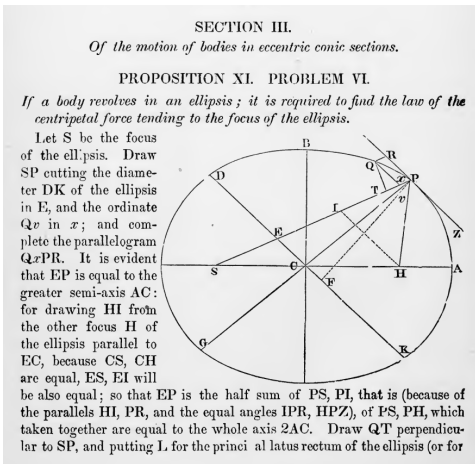 SECTION III.
Of the motion of bodies in eccentric conic sections.
PROPOSITION XI. PROBLEM VI.
If a body revolves in an ellipsis; it is required to find the law of the
centripetal force tending to the focus of the ellipsis.
Let S be the focus
of the ellipsis. Draw
SP cutting the diame-
ter DK of the ellipsis
in E, and the ordinate
Qv in x; and com-
plete the parallelogram
QxPR. It is evident
that EP is equal to the
greater semi-axis AC:
for drawing HI from
the other focus H of
the ellipsis parallel to
EC, because CS, CH
are equal, ES, EI will
be also equal; so that EP is the half sum of PS, PI, that is (because of
the parallels HI, PR, and the equal angles IPR, HPZ), of PS, PH, which
taken together are equal to the whole axis 2AC. Draw QT perpendicu-
lar to SP, and putting L for the princi al latus rectum of the ellipsis (or for
B
R
Q
D
x
P
T
I
v
Z
E
S
C
H
A
F
G
K